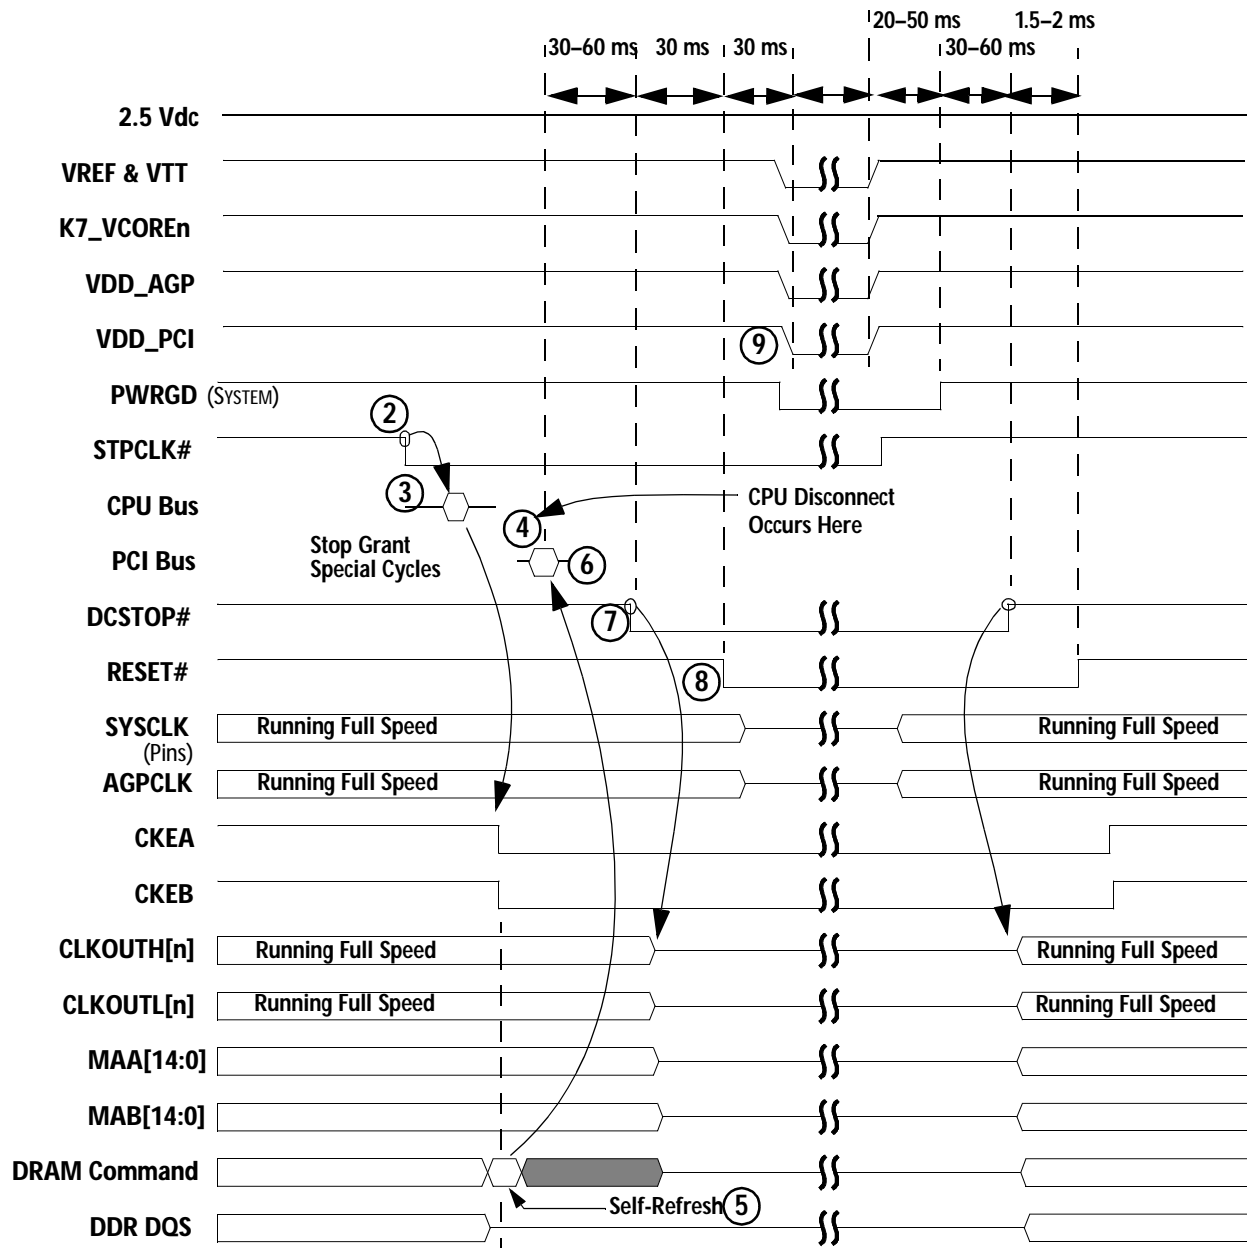 20–50 ms 1.5–2 ms
30–60 ms 30 ms 30 ms 30–60 ms
2.5 Vdc
VREF & VTT
K7_VCOREn
VDD_AGP
VDD_PCI
9
PWRGD (SYSTEM)
2
STPCLK#
3
CPU Bus
CPU Disconnect
Occurs Here
4
Stop Grant
Special Cycles
PCI Bus
6
DCSTOP#
7
RESET#
8
SYSCLK Running Full Speed Running Full Speed
(Pins)
AGPCLK Running Full Speed Running Full Speed
CKEA
CKEB
CLKOUTH[n] Running Full Speed Running Full Speed
CLKOUTL[n] Running Full Speed Running Full Speed
MAA[14:0]
MAB[14:0]
DRAM Command
Self-Refresh 5
DDR DQS